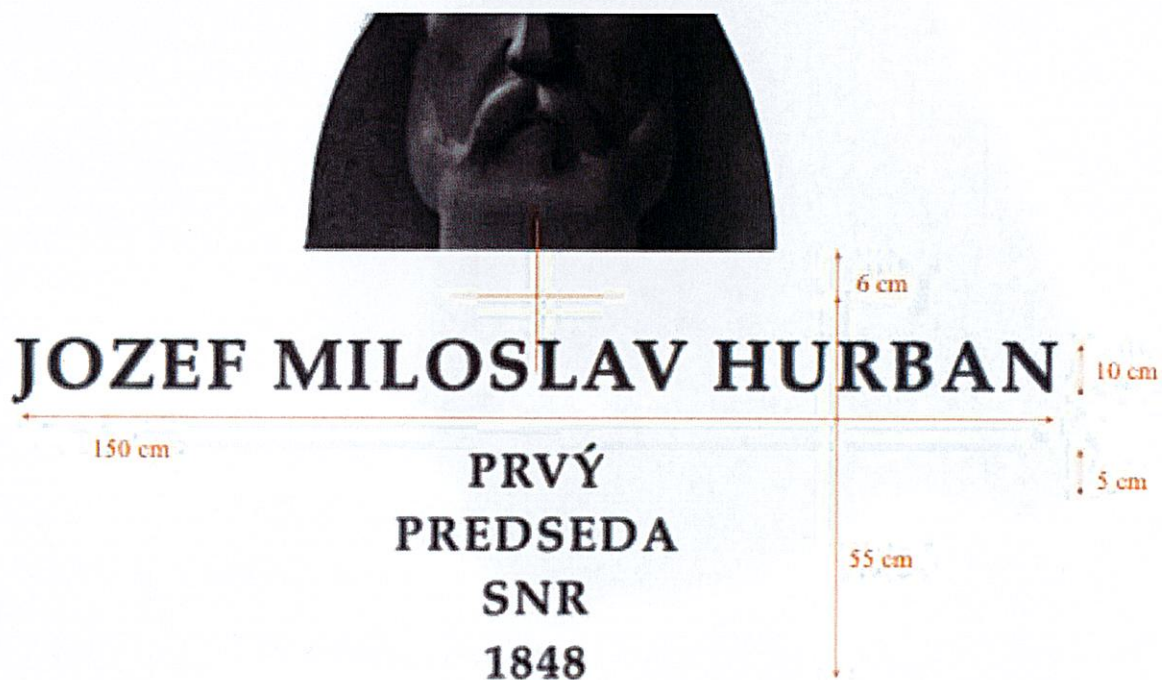 6 cm
JOZEF MILOSLAV HURBAN
10 cm
150 cm
PRVÝ
5 cm
PREDSEDA
55 cm
SNR
1848